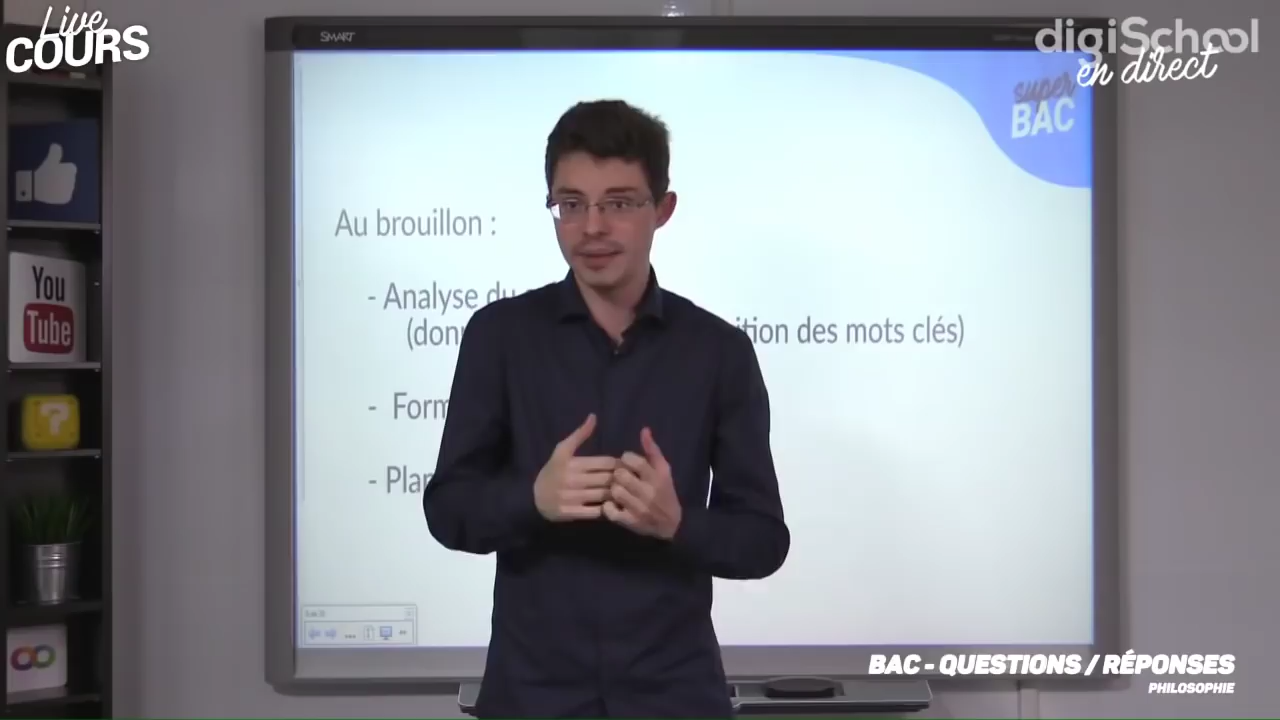 Live
COURS
SMART
digiSchool
en direct
super
BAC
Au brouillon :
- Analyse du
(don ition des mots clés)
- Form
- Plan
You
Tube
?
BAC - QUESTIONS / RÉPONSES
PHILOSOPHIE